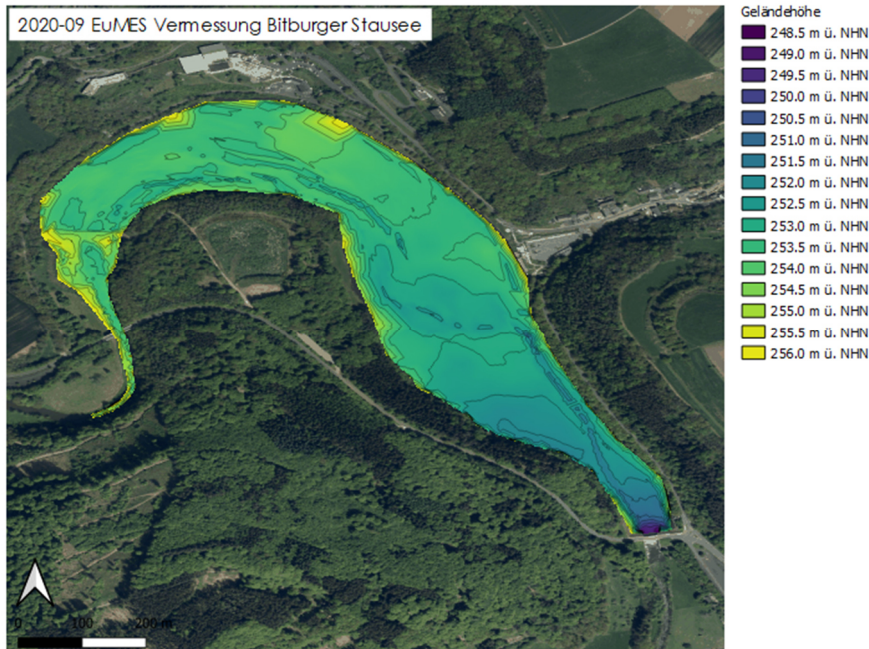 2020-09 EuMES Vermessung Bitburger Stausee
Geländehöhe
248.5 m ü. NHN
249.0 m ü. NHN
249.5 m ü. NHN
250.0 m ü. NHN
250.5 m ü. NHN
251.0 m ü. NHN
251.5 m ü. NHN
252.0 m ü. NHN
252.5 m ü. NHN
253.0 m ü. NHN
253.5 m ü. NHN
254.0 m ü. NHN
254.5 m ü. NHN
255.0 m ü. NHN
255.5 m ü. NHN
256.0 m ü. NHN
0 100 200 m